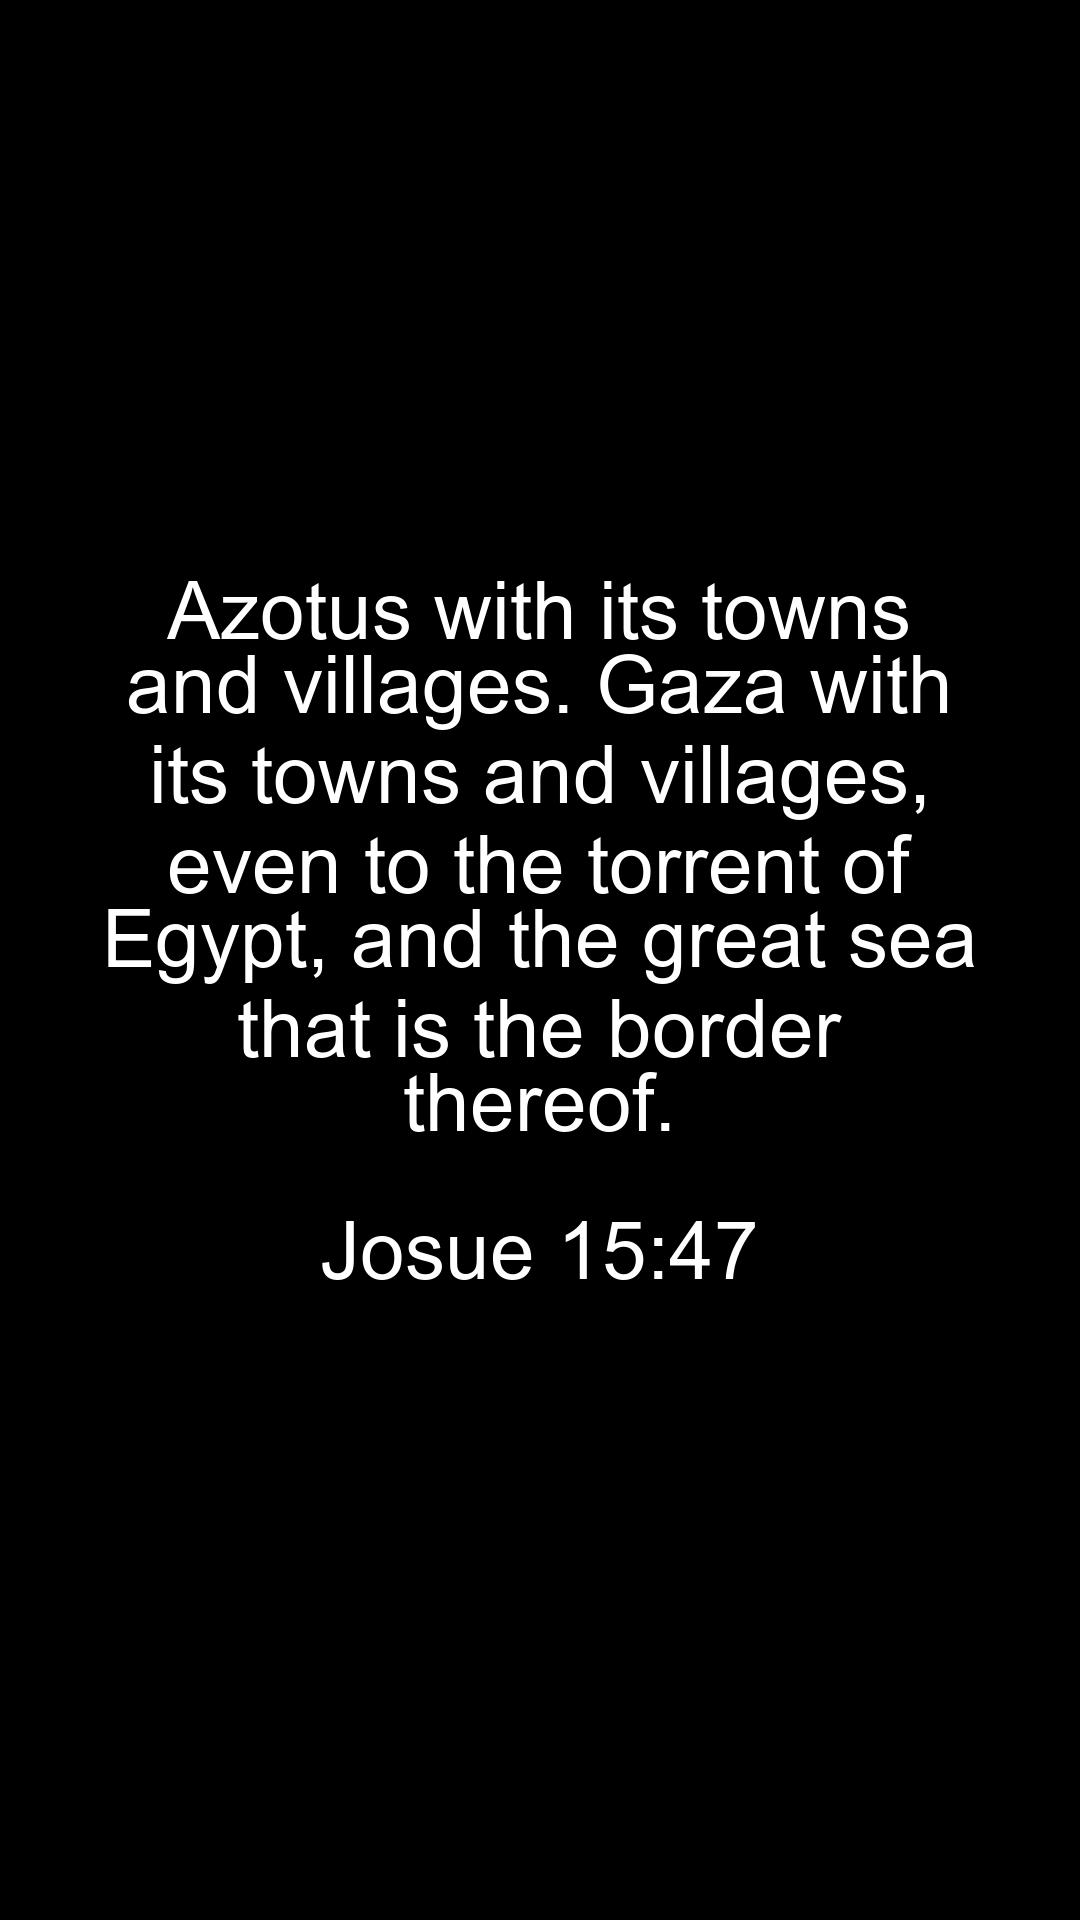 Azotus with its towns
and villages. Gaza with
its towns and villages,
even to the torrent of
Egypt, and the great sea
that is the border
thereof.
Josue 15:47